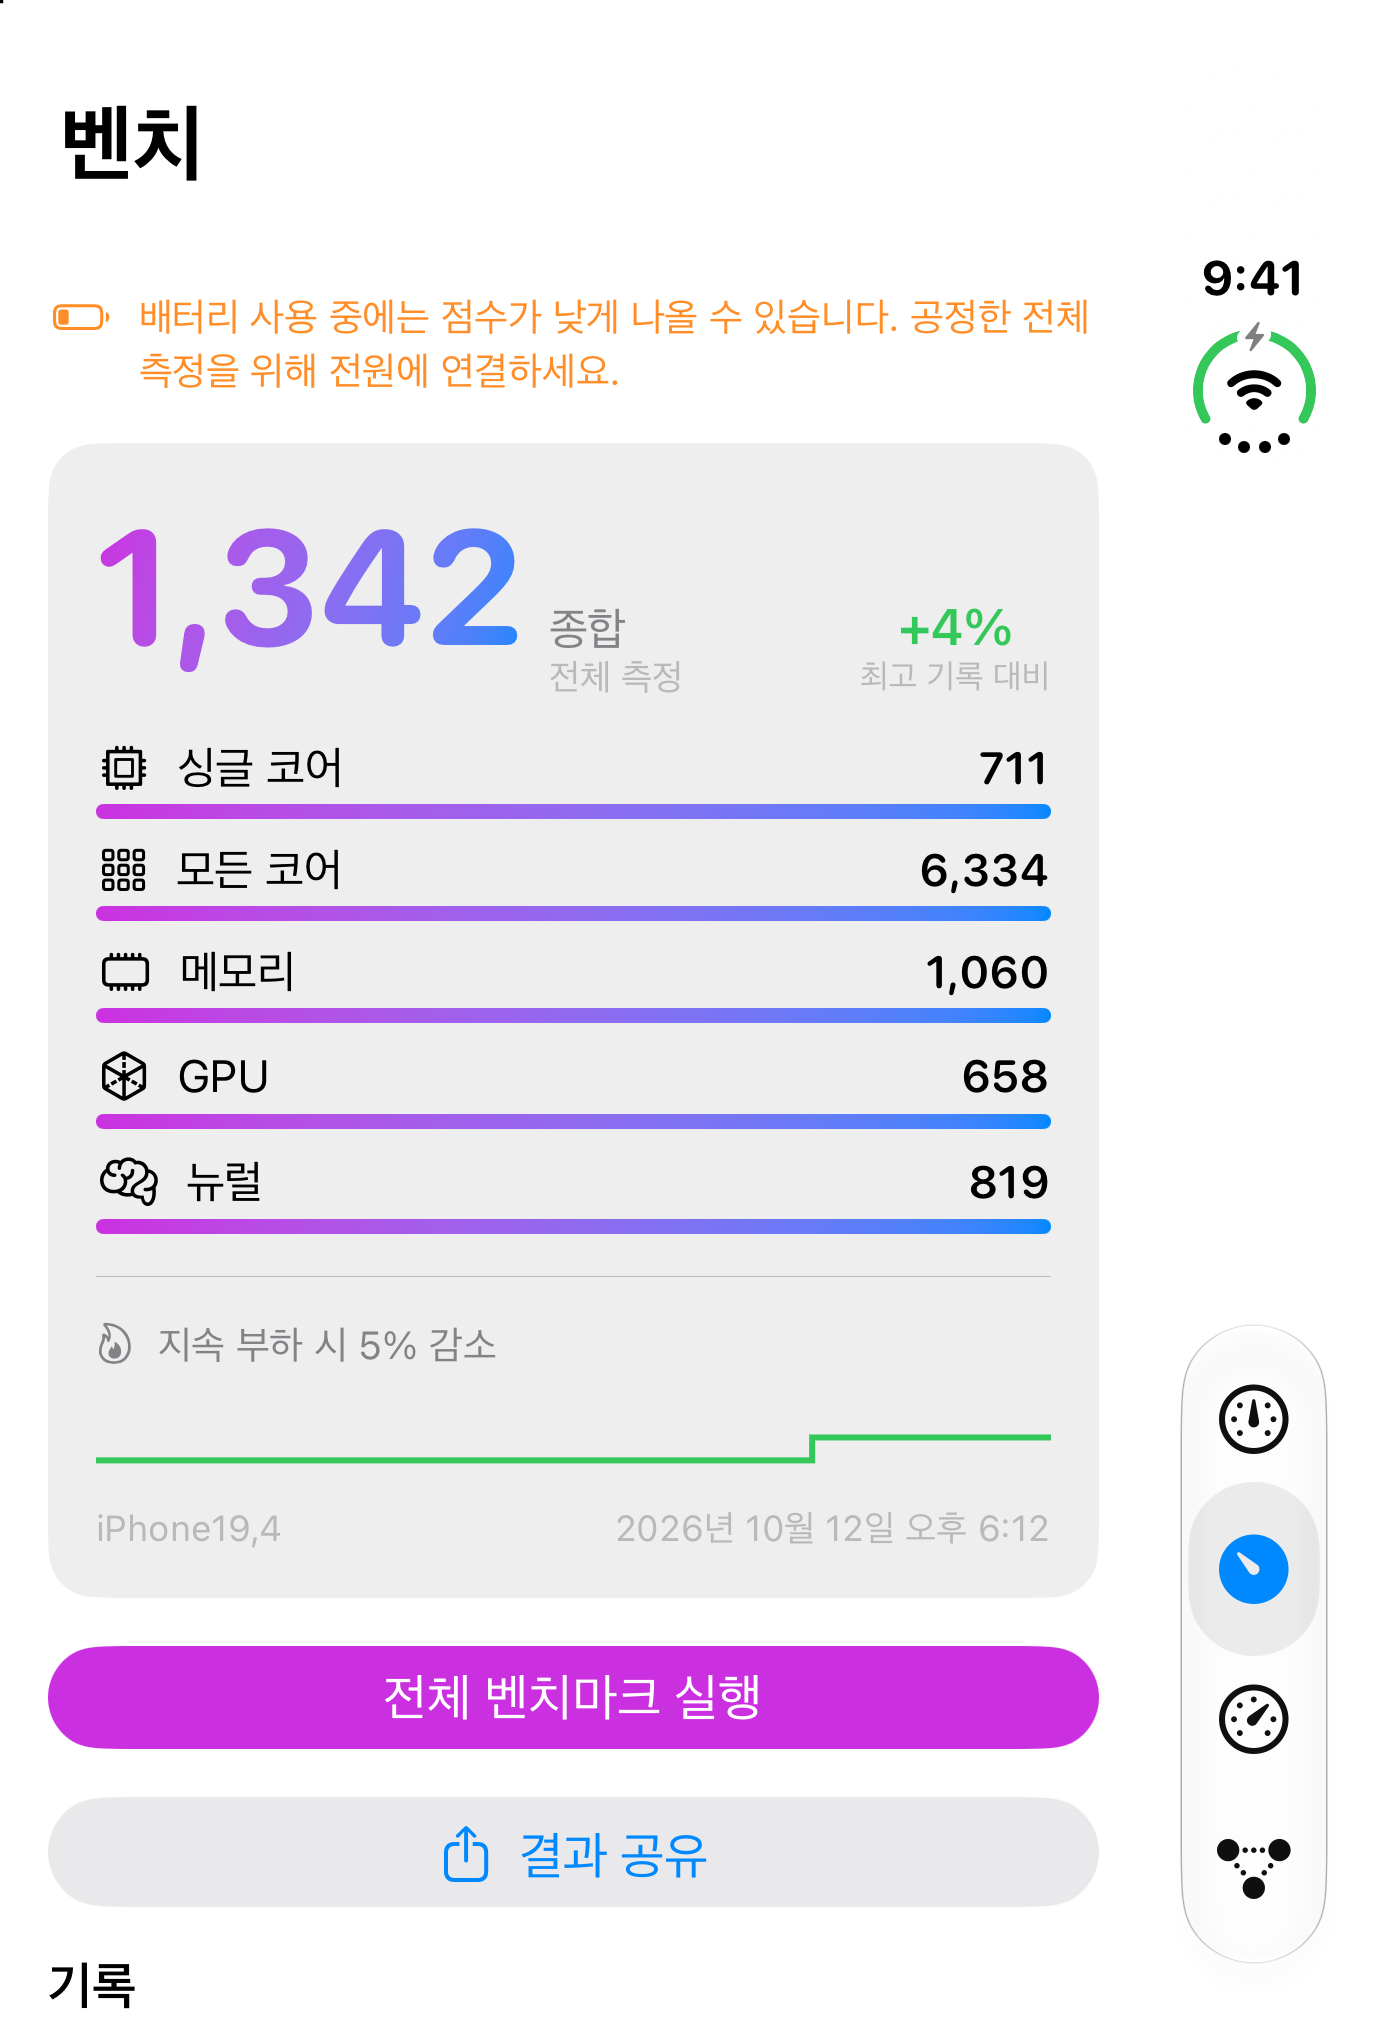 벤치
9:41
배터리 사용 중에는 점수가 낮게 나올 수 있습니다. 공정한 전체
측정을 위해 전원에 연결하세요.
1,342 종합 +4%
전체 측정 최고 기록 대비
싱글 코어 711
모든 코어 6,334
메모리 1,060
GPU 658
뉴럴 819
지속 부하 시 5% 감소
iPhone19,4 2026년 10월 12일 오후 6:12
전체 벤치마크 실행
결과 공유
기록